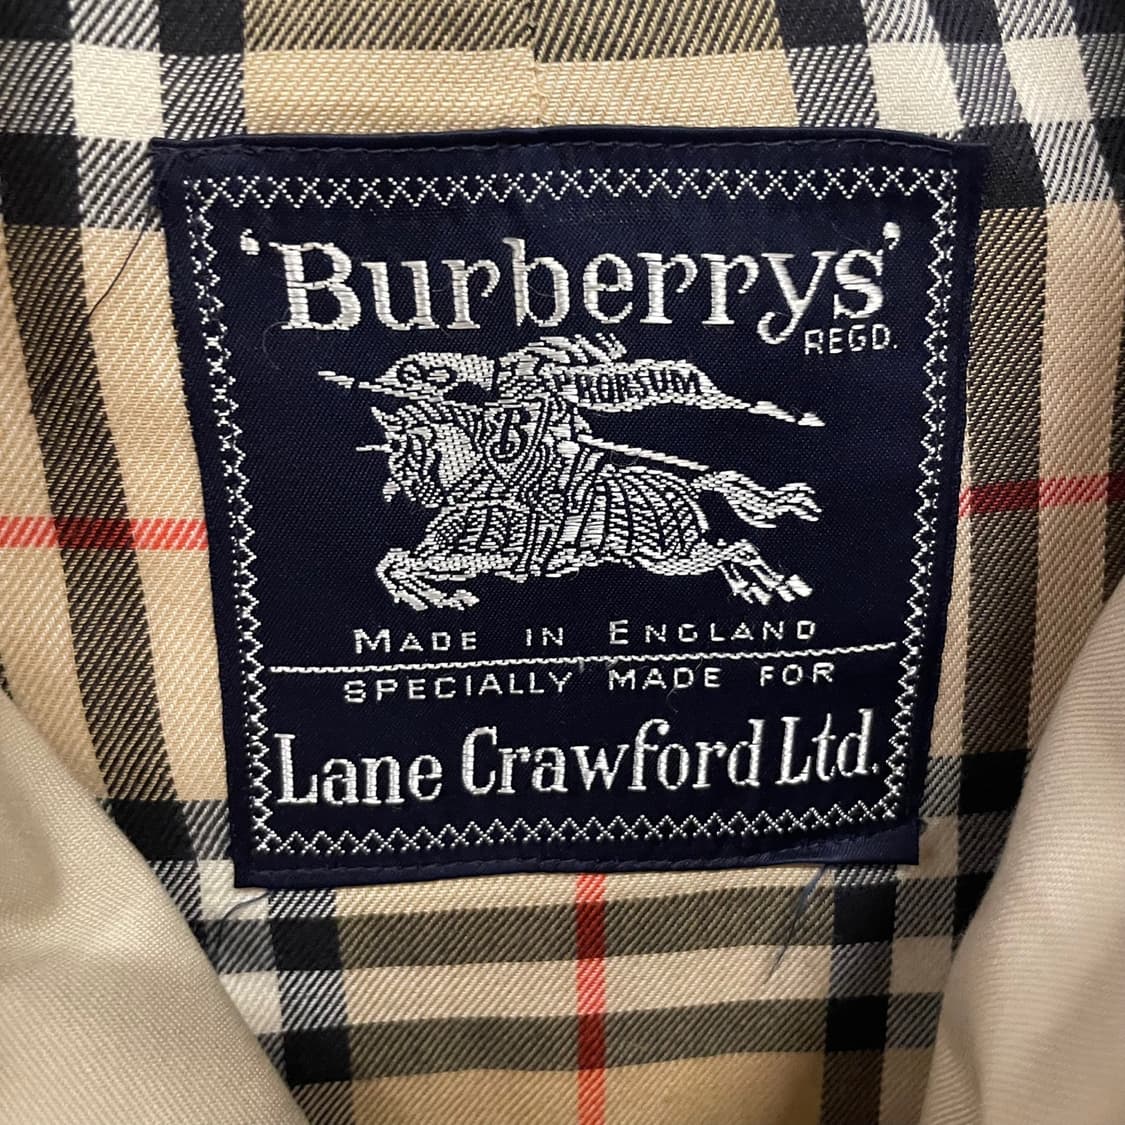 ‘Burberrys’
REGD.
PRORSUM
B
MADE IN ENGLAND
SPECIALLY MADE FOR
Lane Crawford Ltd.